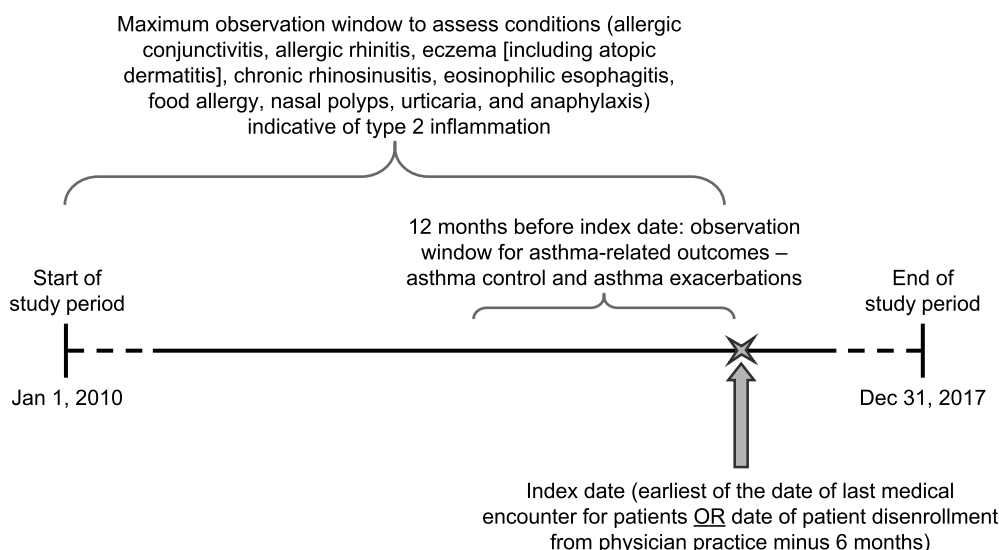 Maximum observation window to assess conditions (allergic
conjunctivitis, allergic rhinitis, eczema [including atopic
dermatitis], chronic rhinosinusitis, eosinophilic esophagitis,
food allergy, nasal polyps, urticaria, and anaphylaxis)
indicative of type 2 inflammation
12 months before index date: observation
window for asthma-related outcomes –
asthma control and asthma exacerbations
Start of
study period
End of
study period
Jan 1, 2010
Dec 31, 2017
Index date (earliest of the date of last medical
encounter for patients OR date of patient disenrollment
from physician practice minus 6 months)